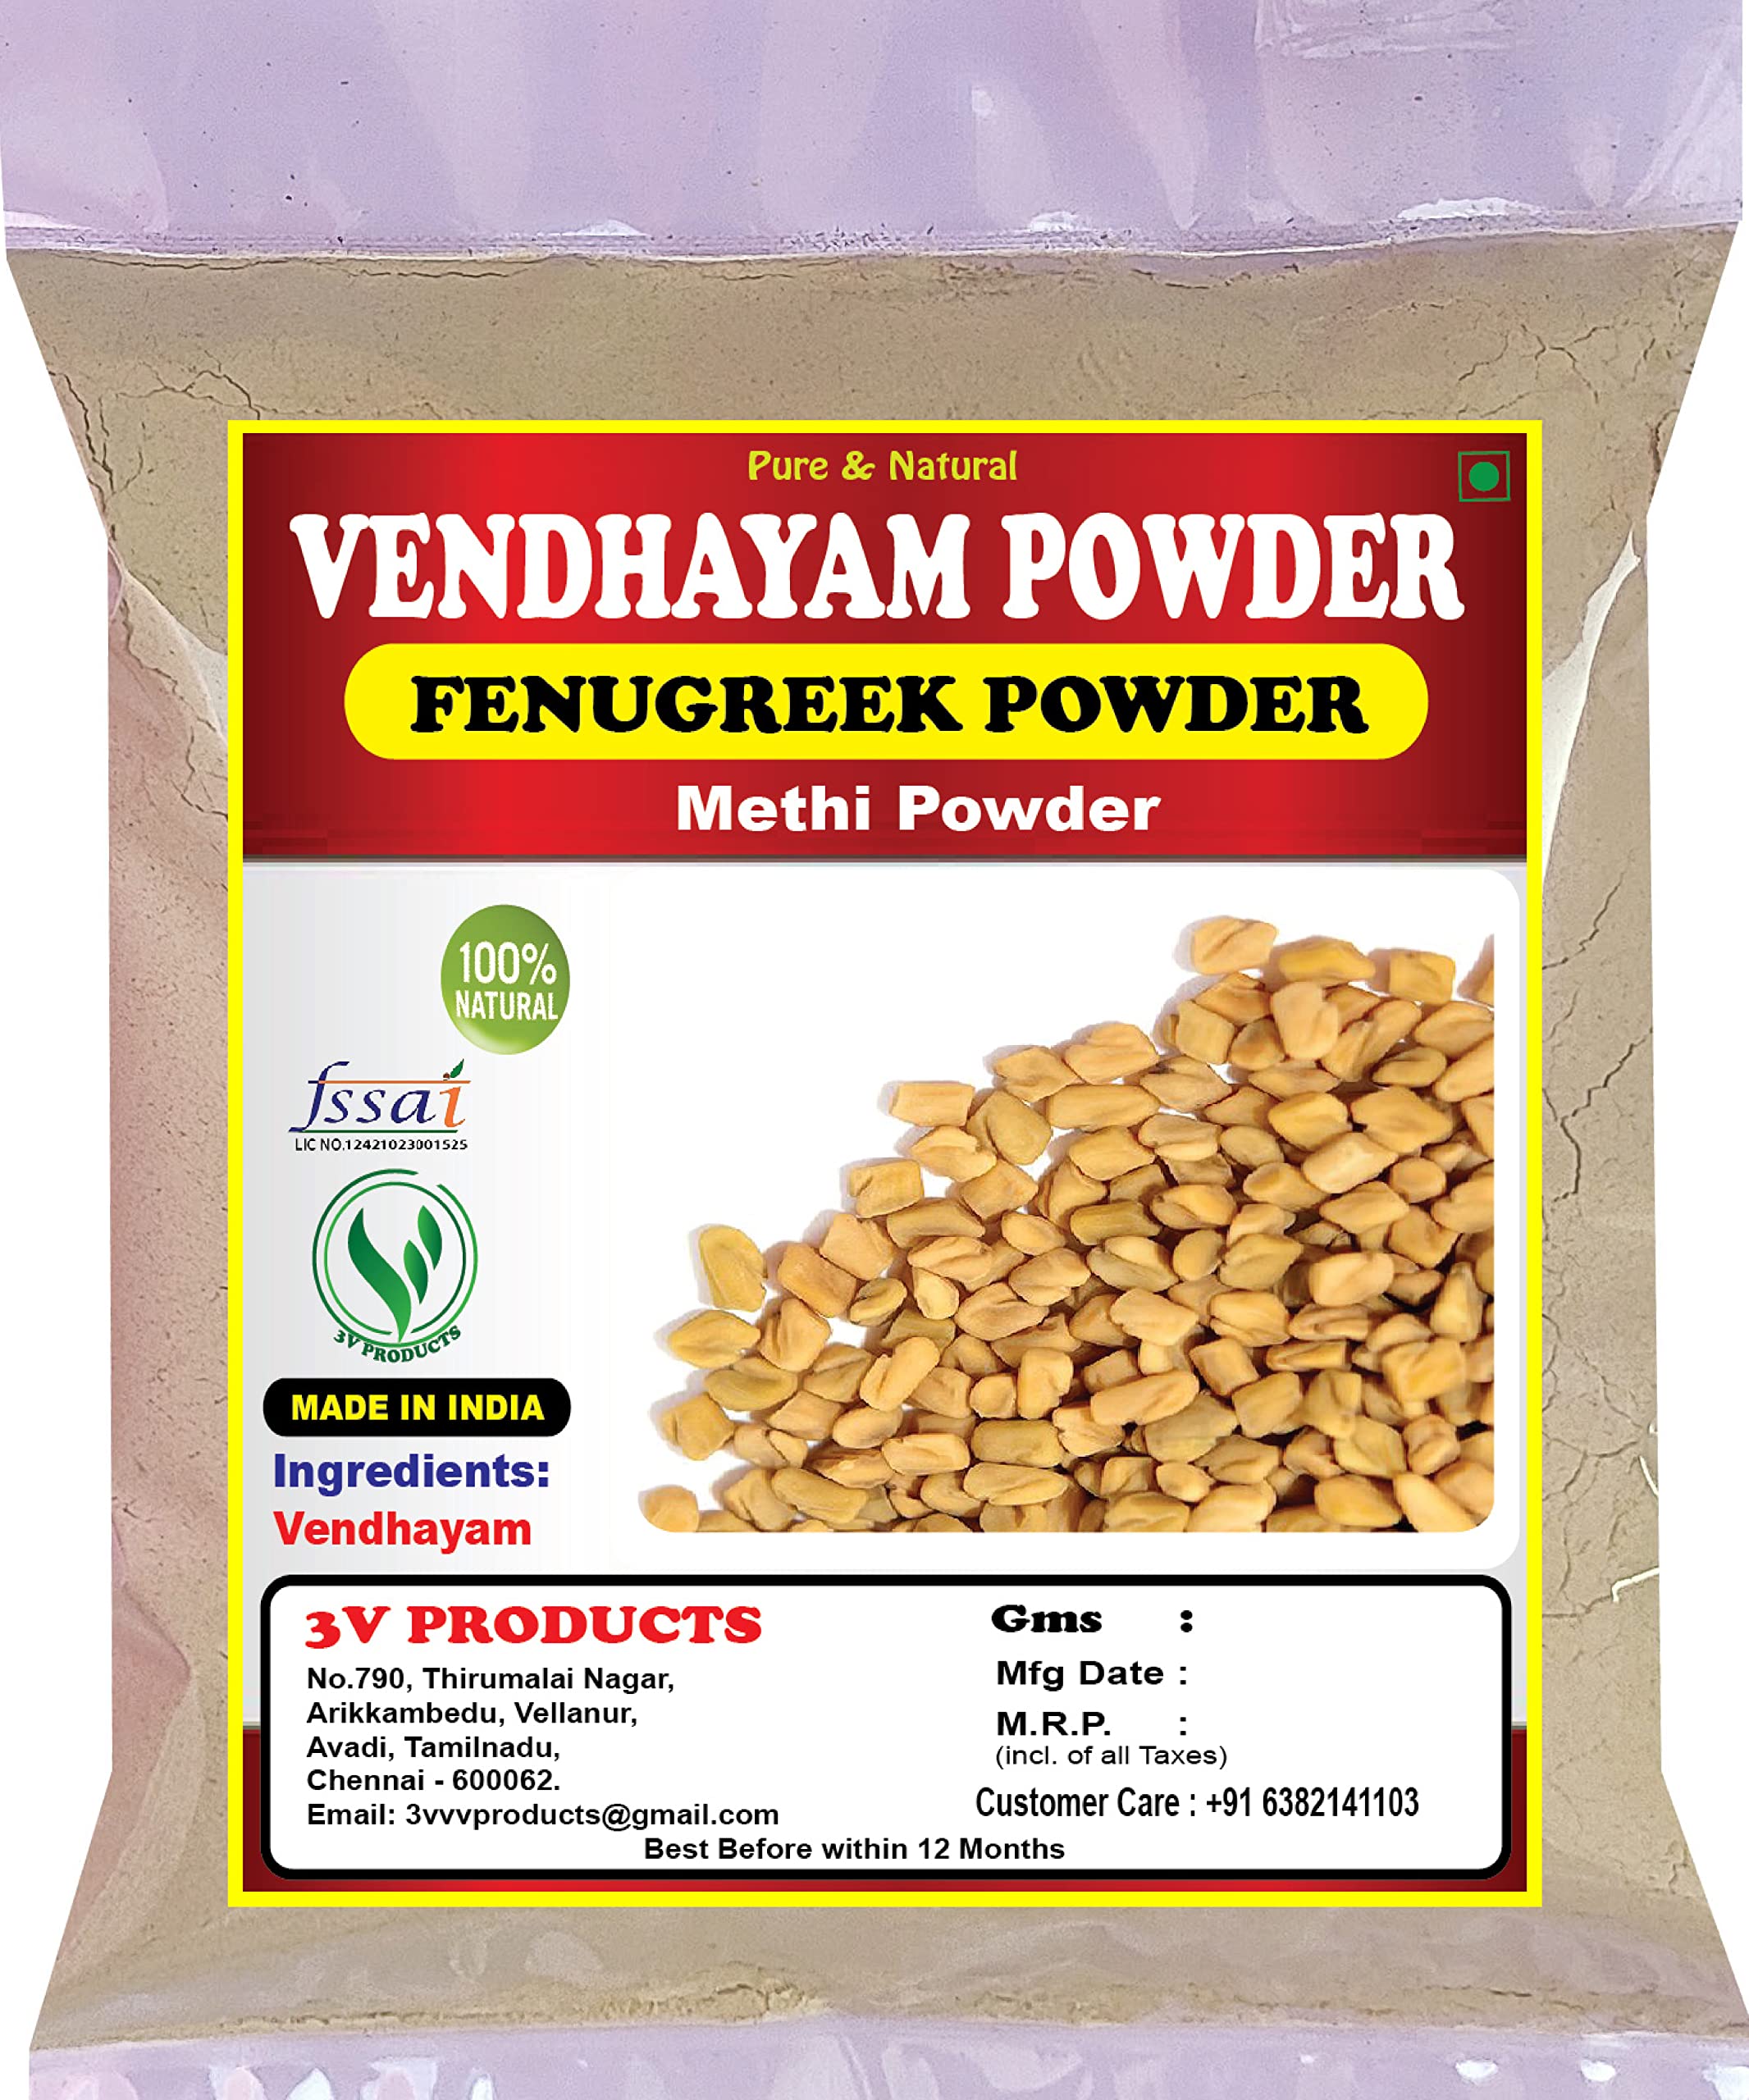 Pure & Natural
VENDHAYAM POWDER
FENUGREEK POWDER
Methi Powder
100%
NATURAL
fssai
LIC NO.12421023001525
3V PRODUCTS
MADE IN INDIA
Ingredients:
Vendhayam
3V PRODUCTS
No.790, Thirumalai Nagar,
Arikkambedu, Vellanur,
Avadi, Tamilnadu,
Chennai - 600062.
Email: 3vvvproducts@gmail.com
Gms :
Mfg Date :
M.R.P. :
(incl. of all Taxes)
Customer Care : +91 6382141103
Best Before within 12 Months